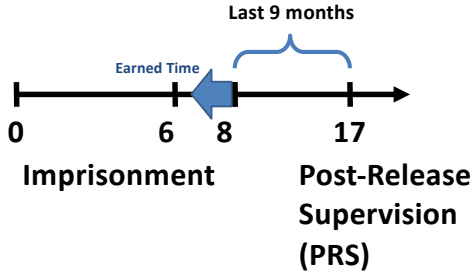 Last 9 months
Earned Time
0 6 8 17
Imprisonment
Post-Release
Supervision
(PRS)